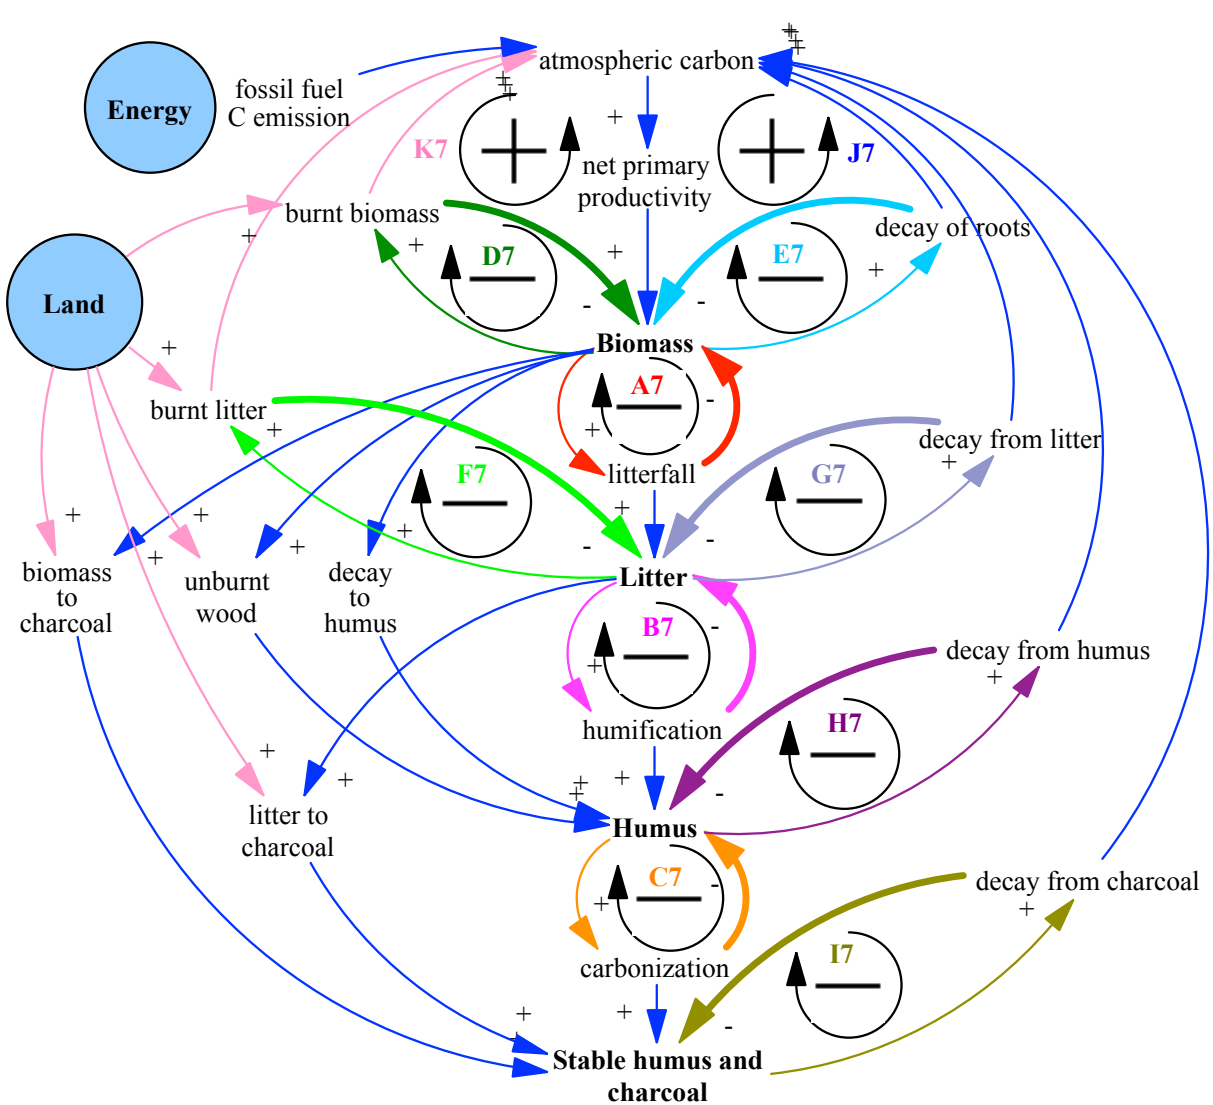 atmospheric carbon
fossil fuel
C emission
Energy
+
K7
net primary
productivity
J7
burnt biomass
decay of roots
+
+
D7
+
E7
+
Land
-
-
Biomass
+
burnt litter
A7
-
+
+
litterfall
decay from litter
F7
G7
+
+
+
+
+
+
+
-
-
biomass
to
charcoal
unburnt
wood
decay
to
humus
Litter
B7
-
+
decay from humus
+
humification
H7
+
+
+
+
+
-
litter to
charcoal
Humus
C7
-
+
decay from charcoal
+
carbonization
I7
+
+
+
-
Stable humus and
charcoal